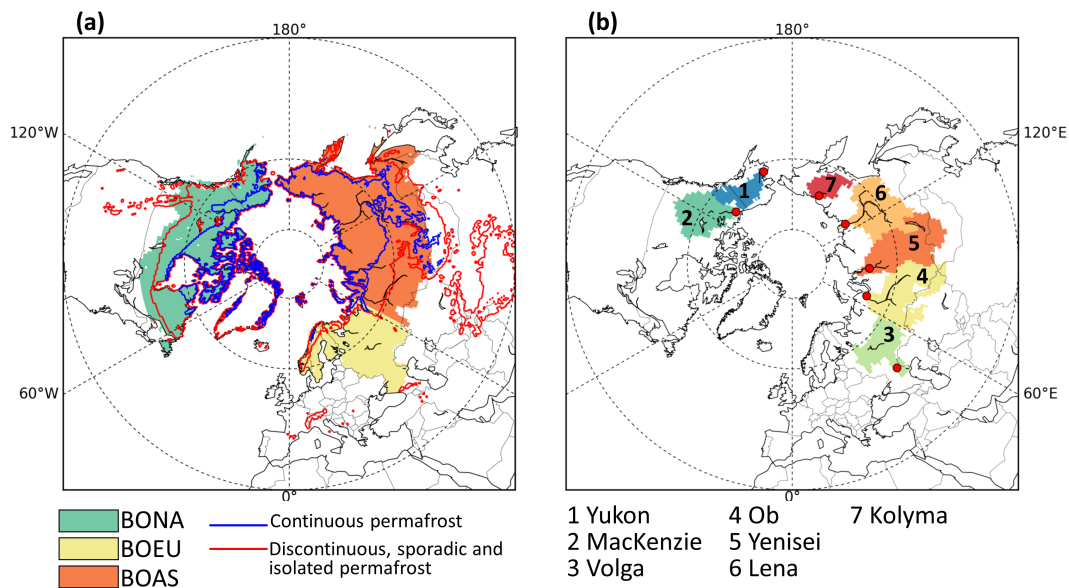 (a)
180°
120°W
60°W
0°
BONA
BOEU
BOAS
Continuous permafrost
Discontinuous, sporadic and
isolated permafrost
(b)
180°
120°E
60°E
0°
1
2
7
6
5
4
3
1 Yukon
2 MacKenzie
3 Volga
4 Ob
5 Yenisei
6 Lena
7 Kolyma